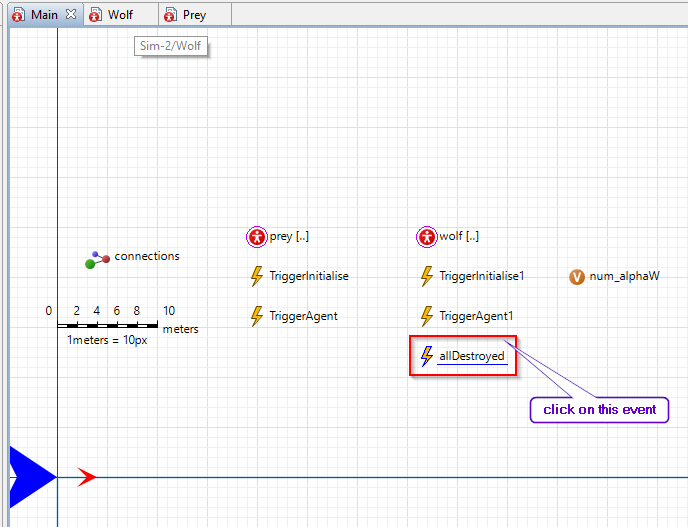 Main Wolf Prey
Sim-2/Wolf
prey [..] wolf [..]
connections
TriggerInitialise TriggerInitialise1 num_alphaW
0 2 4 6 8 10
TriggerAgent TriggerAgent1
meters
1meters = 10px
allDestroyed
click on this event